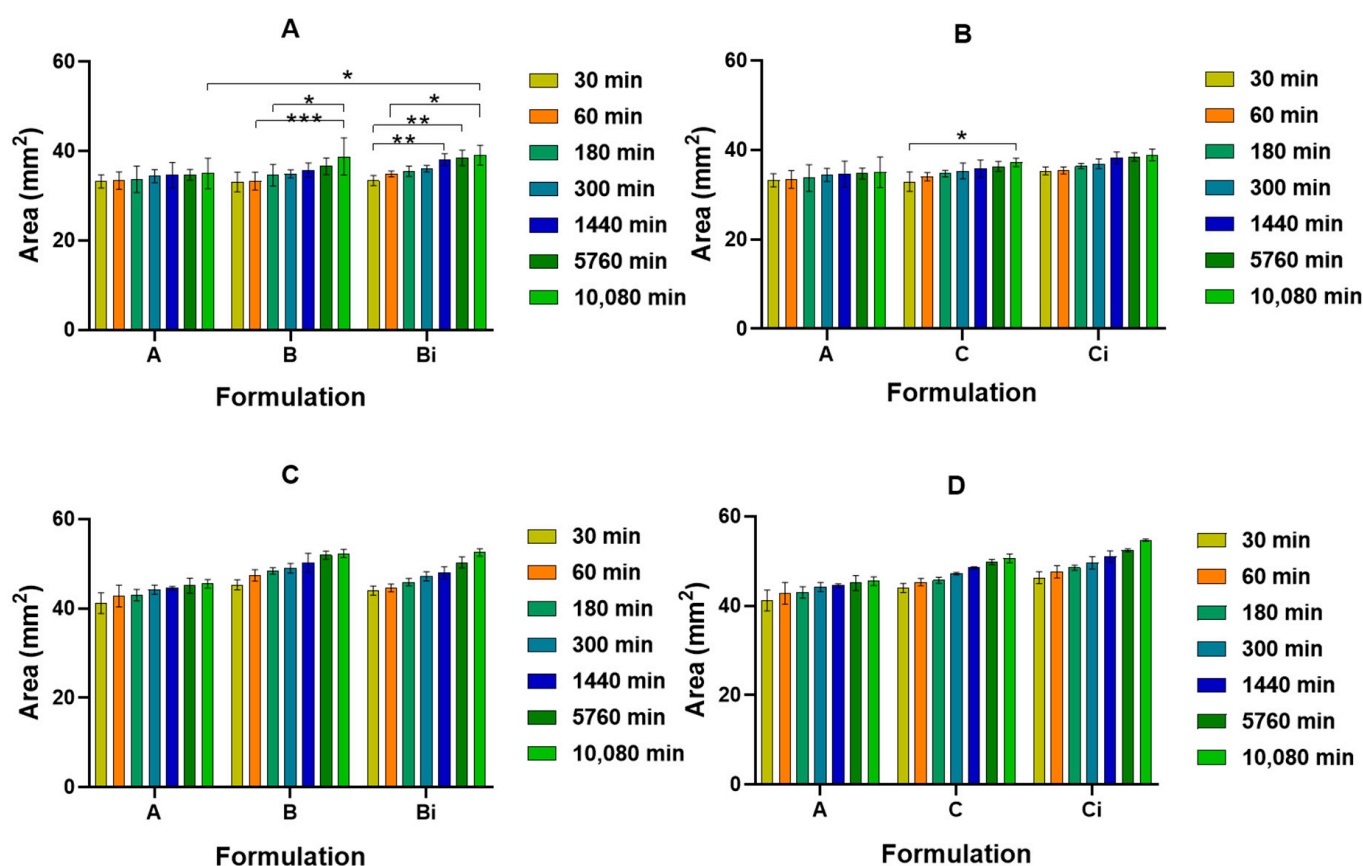 A
60
40
20
0
Area (mm²)
*
*
***
*
**
**
A
B
Bi
Formulation
30 min
60 min
180 min
300 min
1440 min
5760 min
10,080 min
B
60
40
20
0
Area (mm²)
*
A
C
Ci
Formulation
30 min
60 min
180 min
300 min
1440 min
5760 min
10,080 min
C
60
40
20
0
Area (mm²)
A
B
Bi
Formulation
30 min
60 min
180 min
300 min
1440 min
5760 min
10,080 min
D
60
40
20
0
Area (mm²)
A
C
Ci
Formulation
30 min
60 min
180 min
300 min
1440 min
5760 min
10,080 min